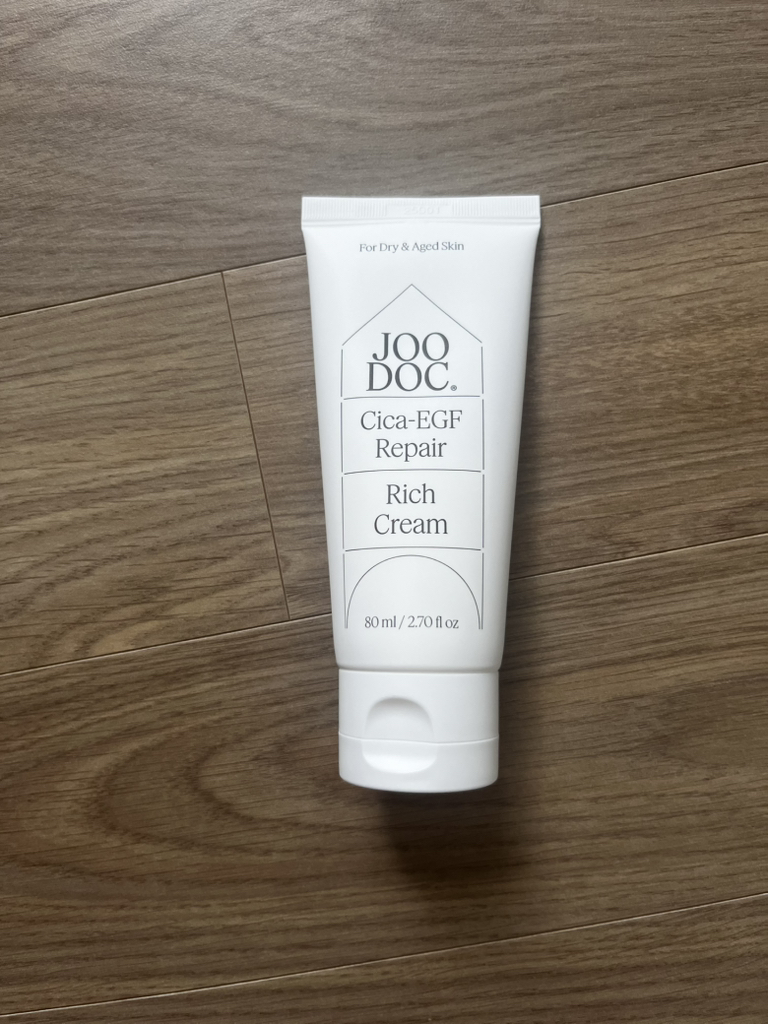 For Dry & Aged Skin
JOO
DOC®
Cica-EGF
Repair
Rich
Cream
80 ml / 2.70 fl oz